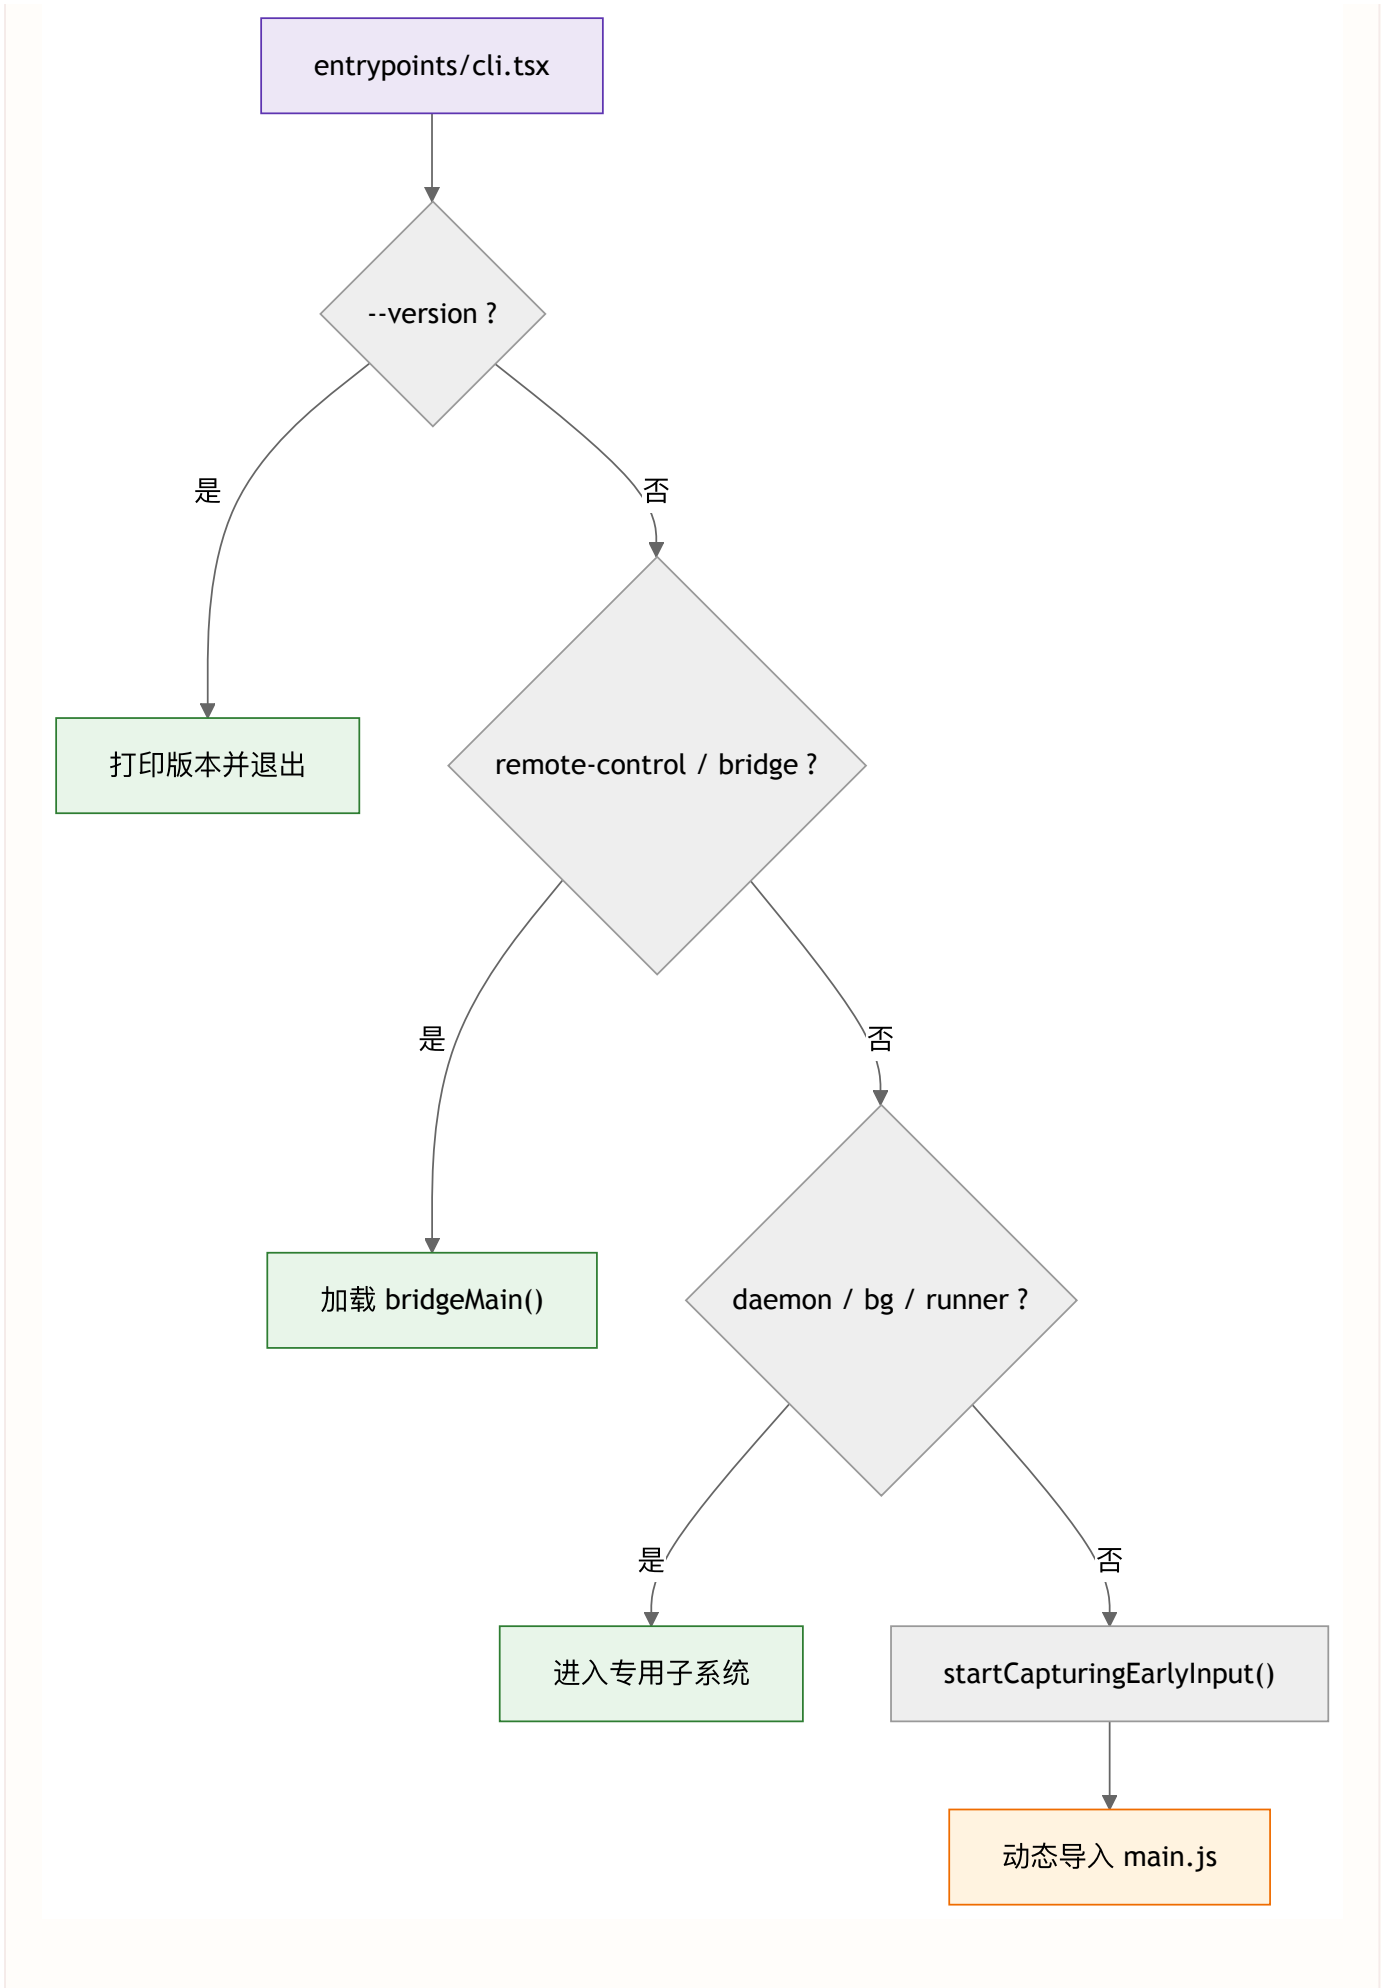 entrypoints/cli.tsx
--version ?
是
否
打印版本并退出
remote-control / bridge ?
是
否
加载 bridgeMain()
daemon / bg / runner ?
是
否
进入专用子系统
startCapturingEarlyInput()
动态导入 main.js